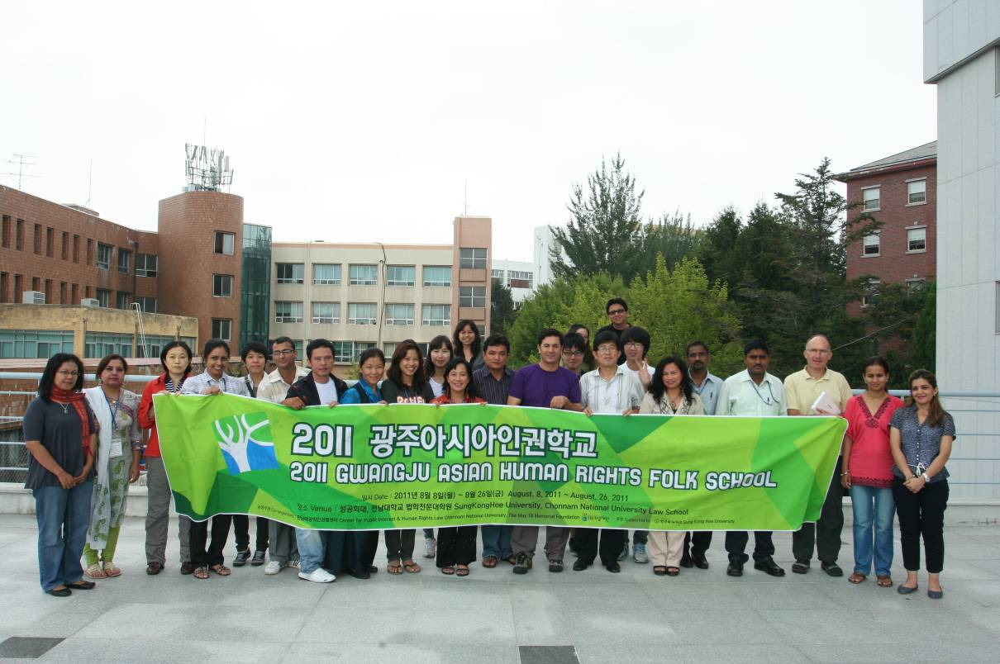 2011 광주아시아인권학교
2011 GWANGJU ASIAN HUMAN RIGHTS FOLK SCHOOL
일시 Date : 2011년 8월 8일(월) ~ 8월 26일(금) August, 8, 2011 ~ August, 26, 2011
장소 Venue : 성공회대, 전남대학교 법학전문대학원 SungKongHoe University, Chonnam National University Law School
Center for Public Interest & Human Rights Law Chonnam National University, The May 18 Memorial Foundation 후원 Supported by Sung Kong Hoe University